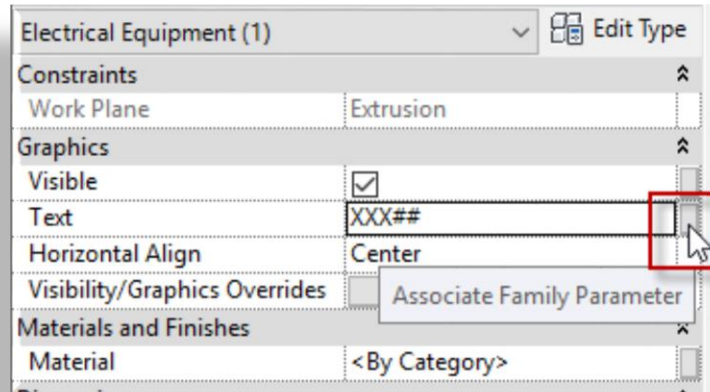 Electrical Equipment (1) Edit Type
Constraints
Work Plane Extrusion
Graphics
Visible
Text XXX##
Horizontal Align Center
Visibility/Graphics Overrides
Associate Family Parameter
Materials and Finishes
Material <By Category>